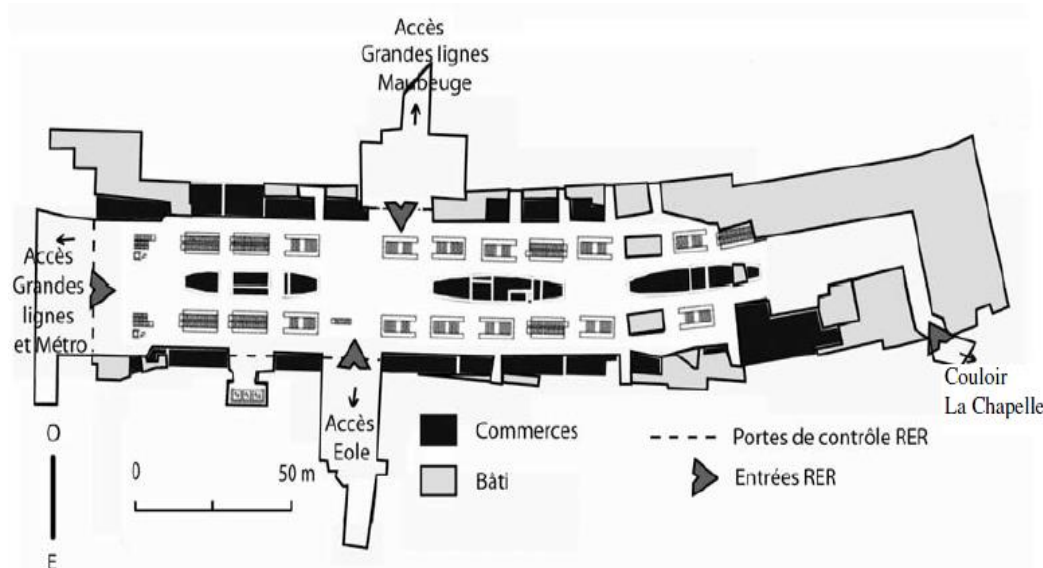 Accès
Grandes lignes
Maubeuge
Accès
Grandes
lignes
et Métro
Accès
Eole
Couloir
La Chapelle
O
E
0
50 m
Commerces
Bâti
Portes de contrôle RER
Entrées RER